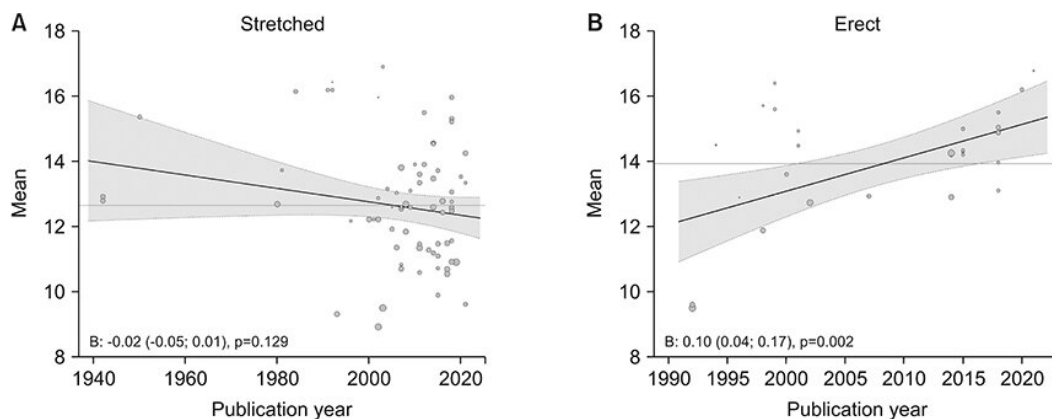 A
Stretched
18
16
14
12
10
8
Mean
B: -0.02 (-0.05; 0.01), p=0.129
1940 1960 1980 2000 2020
Publication year
B
Erect
18
16
14
12
10
8
Mean
B: 0.10 (0.04; 0.17), p=0.002
1990 1995 2000 2005 2010 2015 2020
Publication year